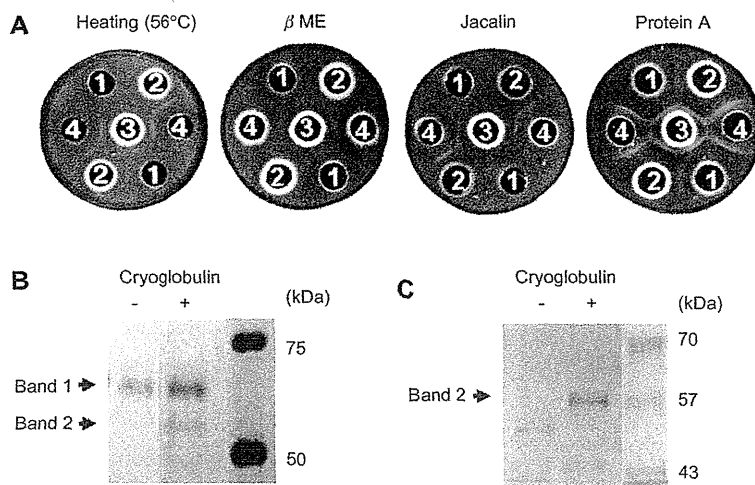 A
Heating (56°C)
β ME
Jacalin
Protein A
1 2
4 3 4
2 1
1 2
4 3 4
2 1
1 2
4 3 4
2 1
1 2
4 3 4
2 1
B
Cryoglobulin
- + (kDa)
75
Band 1
Band 2
50
C
Cryoglobulin
- + (kDa)
70
Band 2 57
43